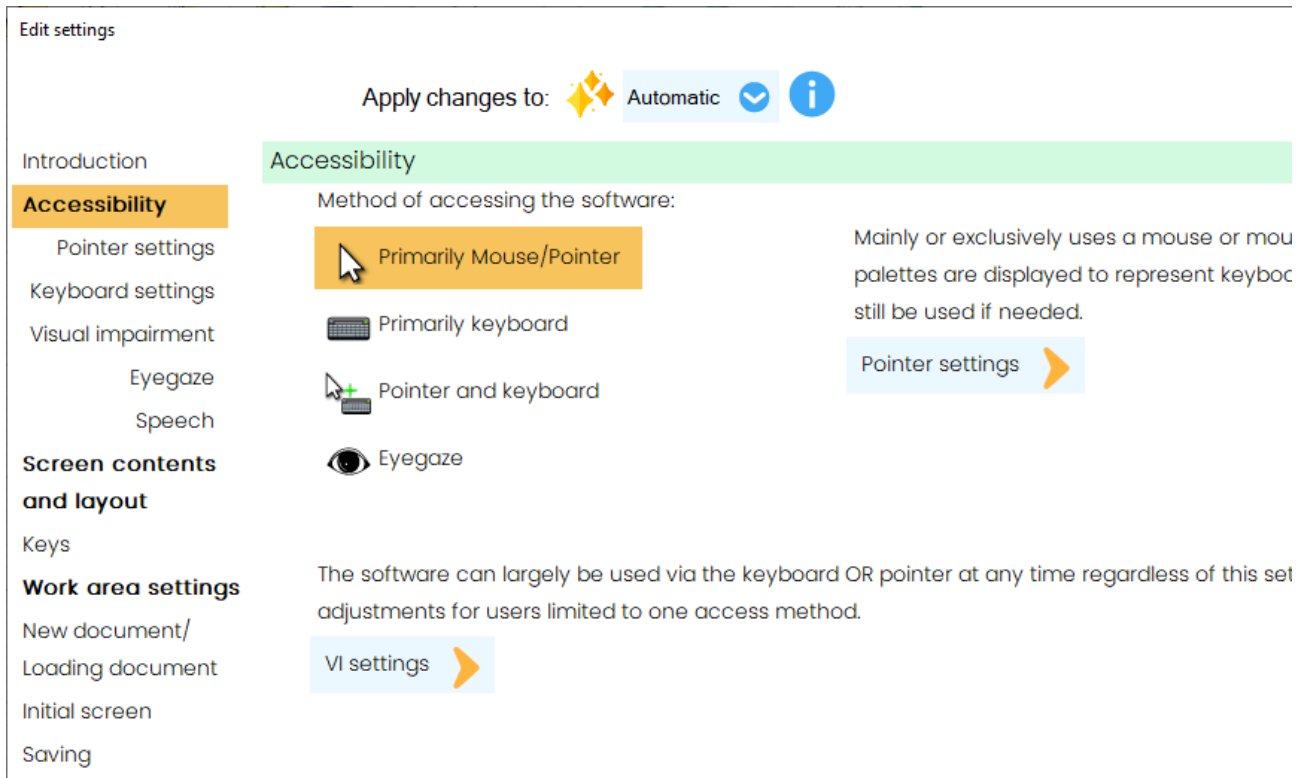 Edit settings
Apply changes to: Automatic
Introduction
Accessibility
Pointer settings
Keyboard settings
Visual impairment
Eyegaze
Speech
Screen contents
and layout
Keys
Work area settings
New document/
Loading document
Initial screen
Saving
Accessibility
Method of accessing the software:
Primarily Mouse/Pointer
Primarily keyboard
Pointer and keyboard
Eyegaze
Mainly or exclusively uses a mouse or
palettes are displayed to represent
still be used if needed.
Pointer settings
The software can largely be used via the keyboard OR pointer at any time regardless of this
adjustments for users limited to one access method.
VI settings